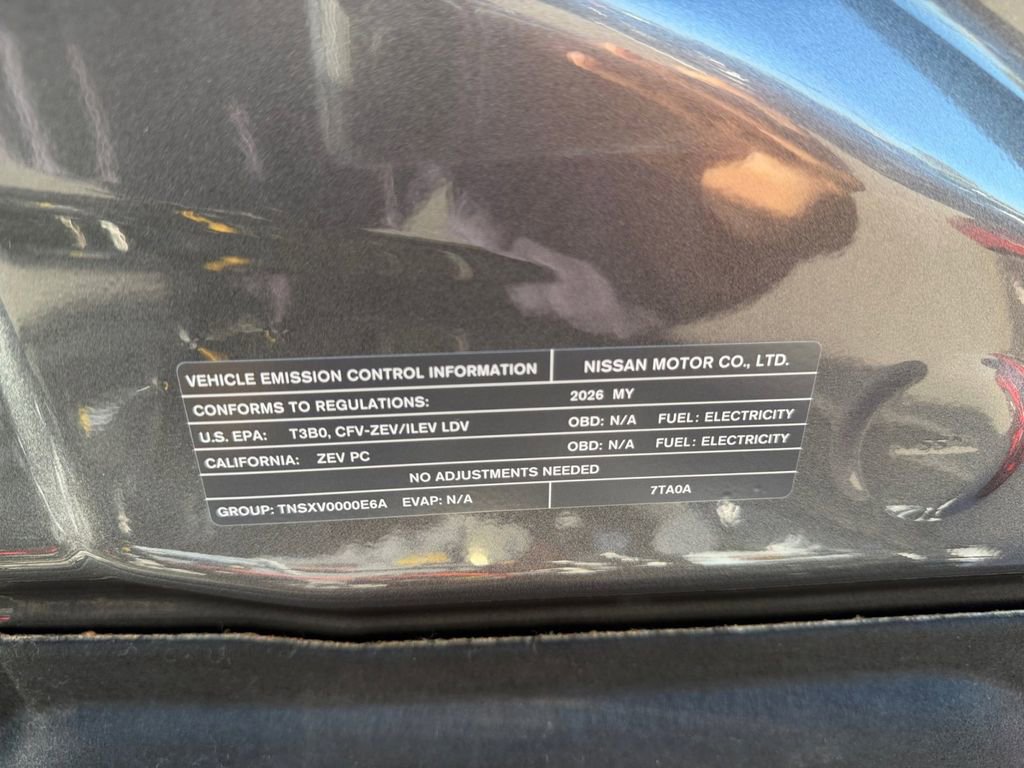 VEHICLE EMISSION CONTROL INFORMATION NISSAN MOTOR CO., LTD.
CONFORMS TO REGULATIONS: 2026 MY
U.S. EPA: T3B0, CFV-ZEV/ILEV LDV OBD: N/A FUEL: ELECTRICITY
CALIFORNIA: ZEV PC OBD: N/A FUEL: ELECTRICITY
NO ADJUSTMENTS NEEDED
GROUP: TNSXV0000E6A EVAP: N/A 7TA0A